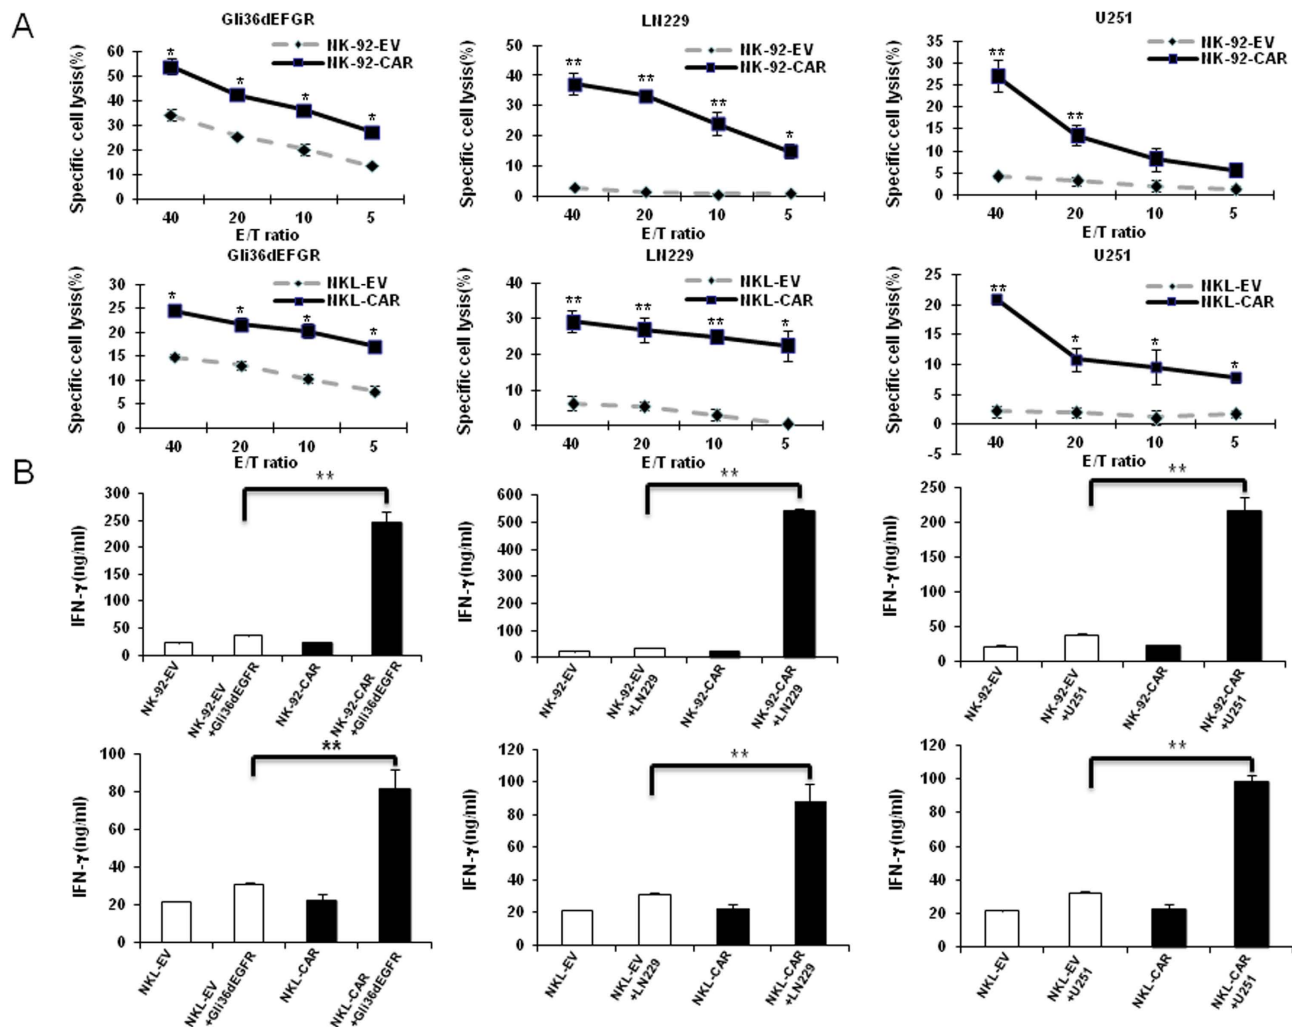 A
Gli36dEFGR
NK-92-EV
NK-92-CAR
Specific cell lysis(%)
60
50
40
30
20
10
0
*
*
*
*
40 20 10 5
E/T ratio
LN229
NK-92-EV
NK-92-CAR
Specific cell lysis(%)
50
40
30
20
10
0
**
**
**
*
40 20 10 5
E/T ratio
U251
NK-92-EV
NK-92-CAR
Specific cell lysis(%)
35
30
25
20
15
10
5
0
**
**
40 20 10 5
E/T ratio
Gli36dEFGR
NKL-EV
NKL-CAR
Specific cell lysis(%)
30
25
20
15
10
5
0
*
*
*
*
40 20 10 5
E/T ratio
LN229
NKL-EV
NKL-CAR
Specific cell lysis(%)
40
30
20
10
0
**
**
**
*
40 20 10 5
E/T ratio
U251
NKL-EV
NKL-CAR
Specific cell lysis(%)
25
20
15
10
5
0
-5
**
*
*
*
40 20 10 5
E/T ratio
B
IFN-γ(ng/ml)
300
250
200
150
100
50
0
**
NK-92-EV
NK-92-EV
+Gli36dEGFR
NK-92-CAR
NK-92-CAR
+Gli36dEGFR
IFN-γ(ng/ml)
600
500
400
300
200
100
0
**
NK-92-EV
NK-92-EV
+LN229
NK-92-CAR
NK-92-CAR
+LN229
IFN-γ(ng/ml)
250
200
150
100
50
0
**
NK-92-EV
NK-92-EV
+U251
NK-92-CAR
NK-92-CAR
+U251
IFN-γ(ng/ml)
100
80
60
40
20
0
**
NKL-EV
NKL-EV
+Gli36dEGFR
NKL-CAR
NKL-CAR
+Gli36dEGFR
IFN-γ(ng/ml)
120
100
80
60
40
20
0
**
NKL-EV
NKL-EV
+LN229
NKL-CAR
NKL-CAR
+LN229
IFN-γ(ng/ml)
120
100
80
60
40
20
0
**
NKL-EV
NKL-EV
+U251
NKL-CAR
NKL-CAR
+U251